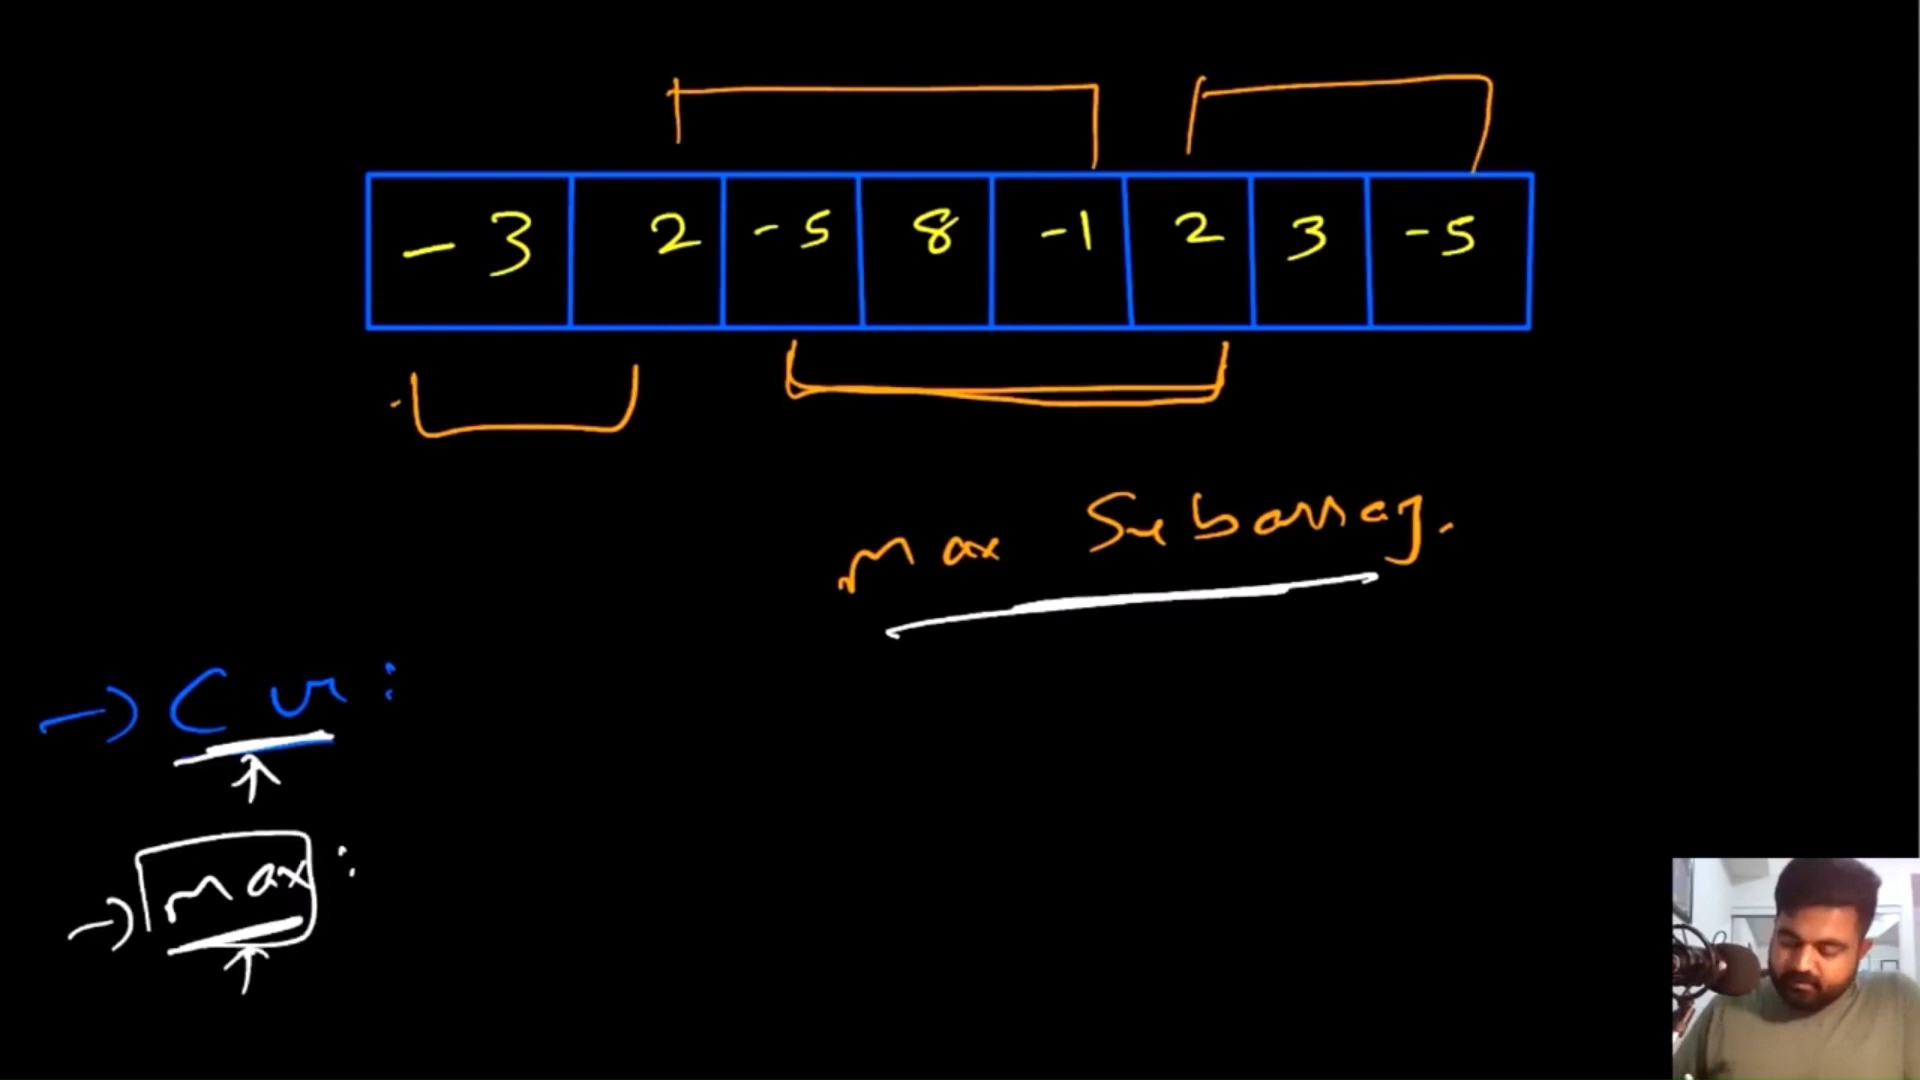 -3 2 -5 8 -1 2 3 -5
max Subarray.
→ Cur:
→ max: